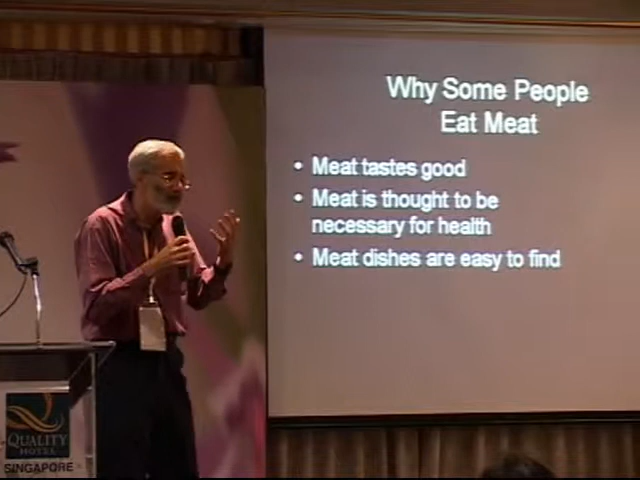 Why Some People
Eat Meat
• Meat tastes good
• Meat is thought to be
necessary for health
• Meat dishes are easy to find
QUALITY
HOTEL
SINGAPORE